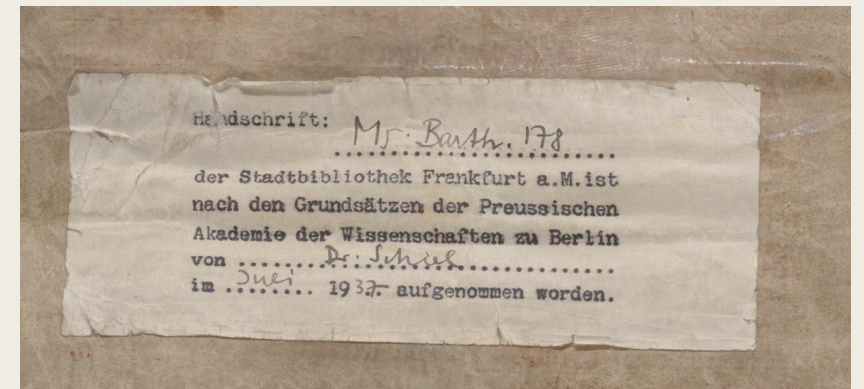 Handschrift: Ms. Barth. 178
der Stadtbibliothek Frankfurt a.M. ist
nach den Grundsätzen der Preussischen
Akademie der Wissenschaften zu Berlin
von Dr. Schiel
im Juli 1937 aufgenommen worden.